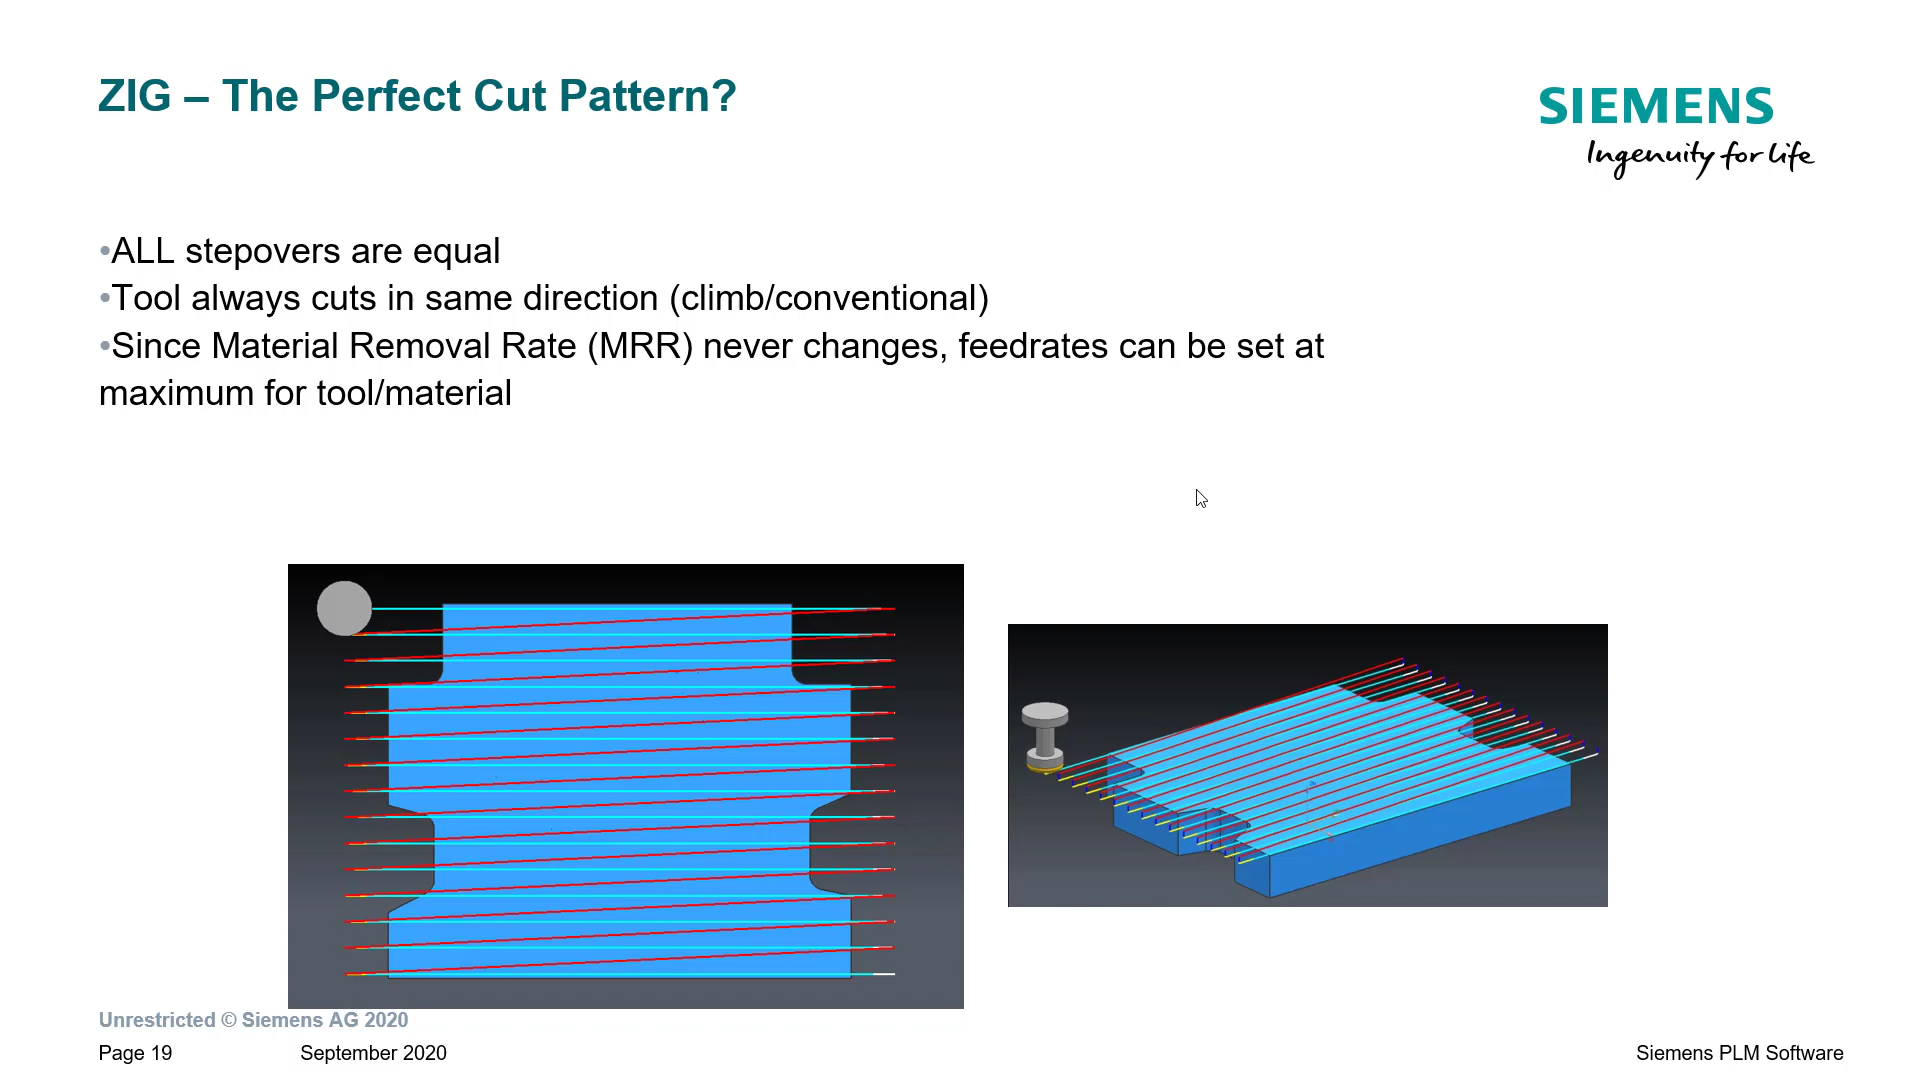 ZIG – The Perfect Cut Pattern?
SIEMENS
Ingenuity for life
•ALL stepovers are equal
•Tool always cuts in same direction (climb/conventional)
•Since Material Removal Rate (MRR) never changes, feedrates can be set at
maximum for tool/material
Unrestricted © Siemens AG 2020
Page 19 September 2020 Siemens PLM Software